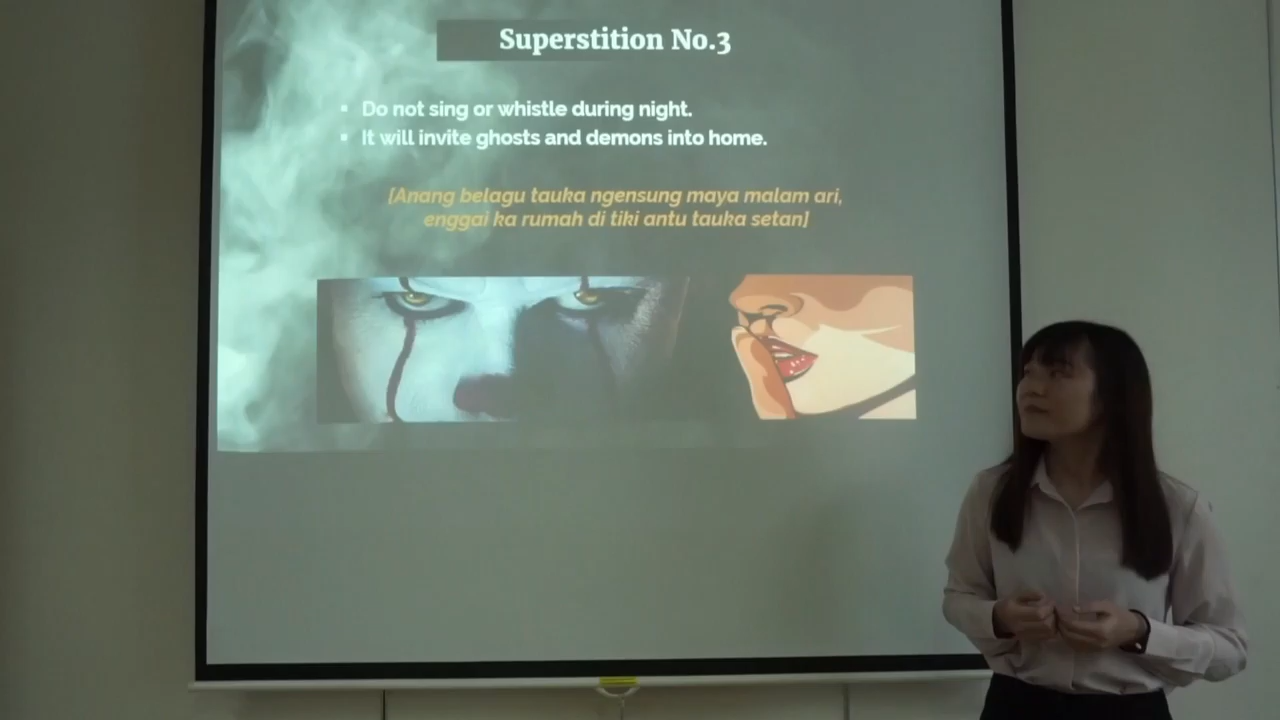 Superstition No.3
▪ Do not sing or whistle during night.
▪ It will invite ghosts and demons into home.
[Anang belagu tauka ngensung maya malam ari,
enggai ka rumah di tiki antu tauka setan]